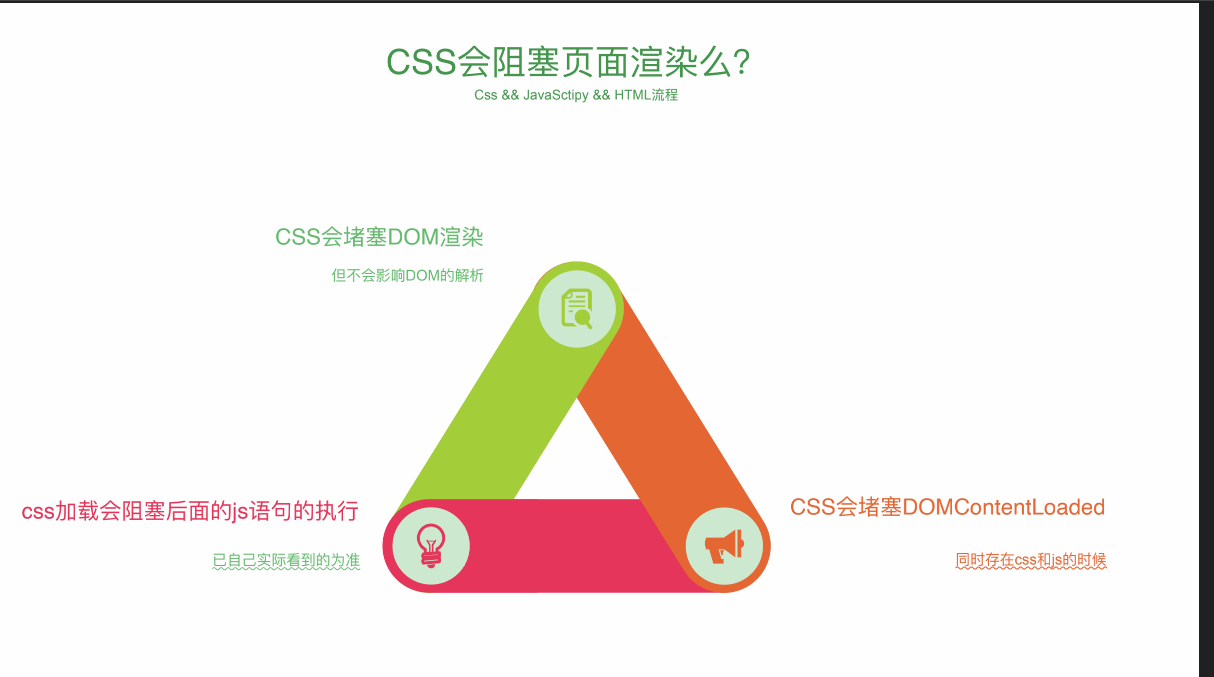 CSS会阻塞页面渲染么?
Css && JavaSctipy && HTML流程
CSS会堵塞DOM渲染
但不会影响DOM的解析
css加载会阻塞后面的js语句的执行
已自己实际看到的为准
CSS会堵塞DOMContentLoaded
同时存在css和js的时候